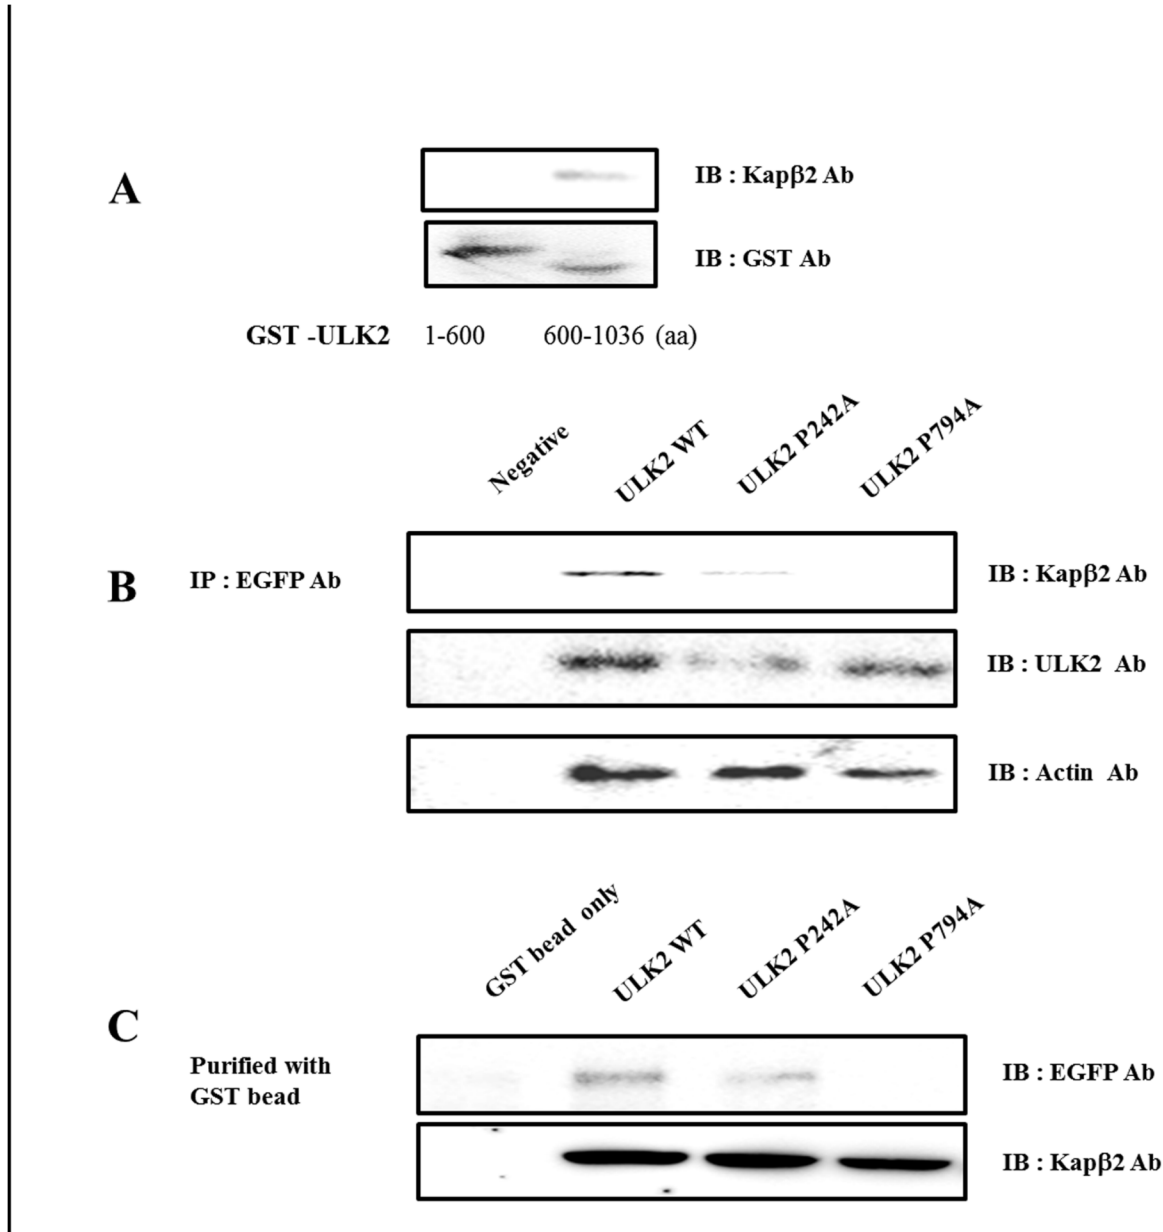 A
IB : Kapβ2 Ab
IB : GST Ab
GST -ULK2 1-600 600-1036 (aa)
Negative
ULK2 WT
ULK2 P242A
ULK2 P794A
B
IP : EGFP Ab
IB : Kapβ2 Ab
IB : ULK2 Ab
IB : Actin Ab
GST bead only
ULK2 WT
ULK2 P242A
ULK2 P794A
C
Purified with
GST bead
IB : EGFP Ab
IB : Kapβ2 Ab